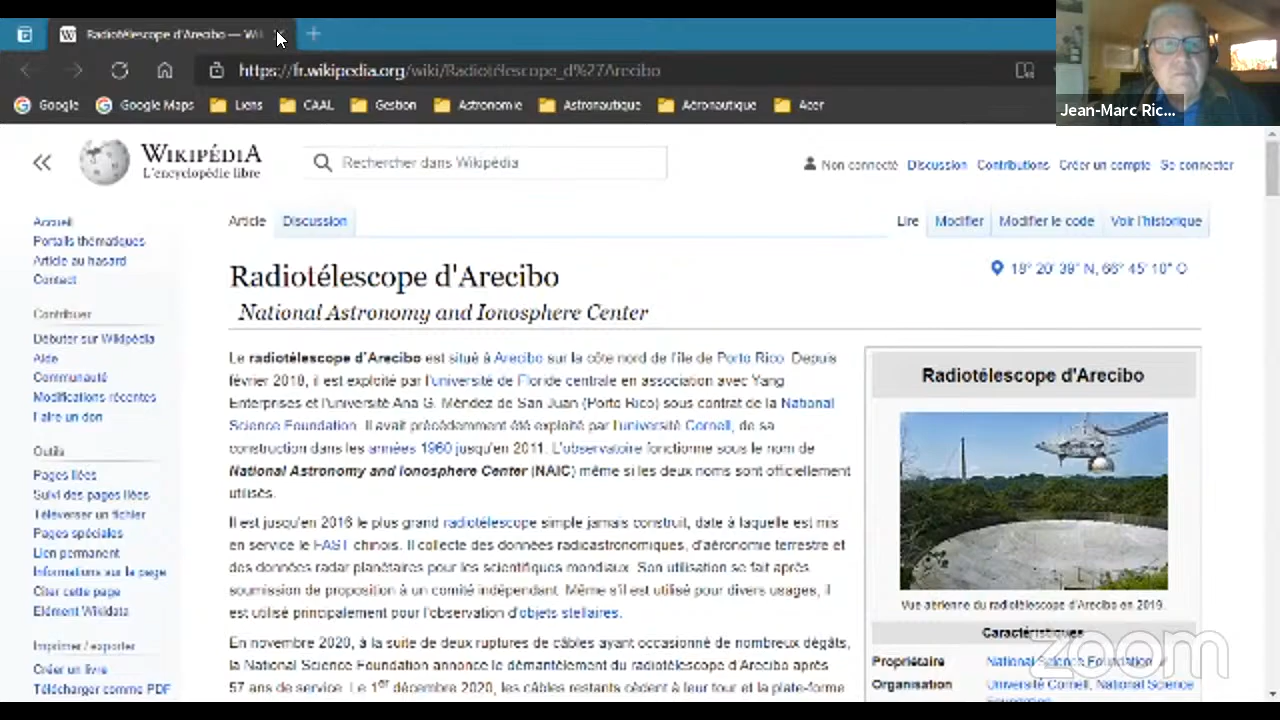 Radiotélescope d'Arecibo — Wi
https://fr.wikipedia.org/wiki/Radiotélescope_d%27Arecibo
Google Google Maps Liens CAAL Gestion Astronomie Astronautique Aéronautique Acer
Jean-Marc Ric...
WIKIPÉDIA
L'encyclopédie libre
Rechercher dans Wikipédia
Non connecté Discussion Contributions Créer un compte Se connecter
Accueil
Portails thématiques
Article au hasard
Contact
Contribuer
Débuter sur Wikipédia
Aide
Communauté
Modifications récentes
Faire un don
Outils
Pages liées
Suivi des pages liées
Téléverser un fichier
Pages spéciales
Lien permanent
Informations sur la page
Citer cette page
Élément Wikidata
Imprimer / exporter
Créer un livre
Télécharger comme PDF
Article Discussion
Lire Modifier Modifier le code Voir l'historique
Radiotélescope d'Arecibo
18° 20′ 39″ N, 66° 45′ 10″ O
National Astronomy and Ionosphere Center
Le radiotélescope d'Arecibo est situé à Arecibo sur la côte nord de l'île de Porto Rico. Depuis
février 2018, il est exploité par l'université de Floride centrale en association avec Yang
Enterprises et l'université Ana G. Méndez de San Juan (Porto Rico) sous contrat de la National
Science Foundation. Il avait précédemment été exploité par l'université Cornell, de sa
construction dans les années 1960 jusqu'en 2011. L'observatoire fonctionne sous le nom de
National Astronomy and Ionosphere Center (NAIC) même si les deux noms sont officiellement
utilisés.
Il est jusqu'en 2016 le plus grand radiotélescope simple jamais construit, date à laquelle est mis
en service le FAST chinois. Il collecte des données radioastronomiques, d'aéronomie terrestre et
des données radar planétaires pour les scientifiques mondiaux. Son utilisation se fait après
soumission de proposition à un comité indépendant. Même s'il est utilisé pour divers usages, il
est utilisé principalement pour l'observation d'objets stellaires.
En novembre 2020, à la suite de deux ruptures de câbles ayant occasionné de nombreux dégâts,
la National Science Foundation annonce le démantèlement du radiotélescope d'Arecibo après
57 ans de service. Le 1er décembre 2020, les câbles restants cèdent à leur tour et la plate-forme
Radiotélescope d'Arecibo
Vue aérienne du radiotélescope d'Arecibo en 2019.
Caractéristiques
Propriétaire National Science Foundation
Organisation Université Cornell, National Science
Foundation
zoom